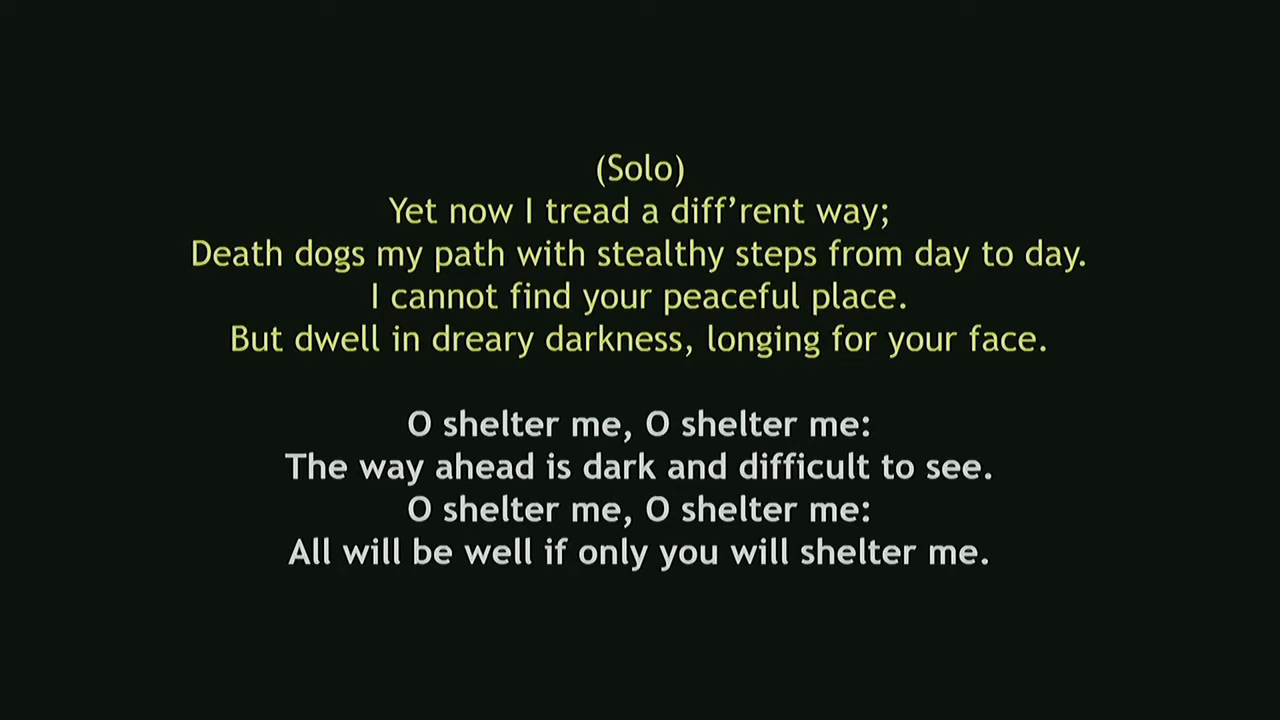 (Solo)
Yet now I tread a diff’rent way;
Death dogs my path with stealthy steps from day to day.
I cannot find your peaceful place.
But dwell in dreary darkness, longing for your face.
O shelter me, O shelter me:
The way ahead is dark and difficult to see.
O shelter me, O shelter me:
All will be well if only you will shelter me.